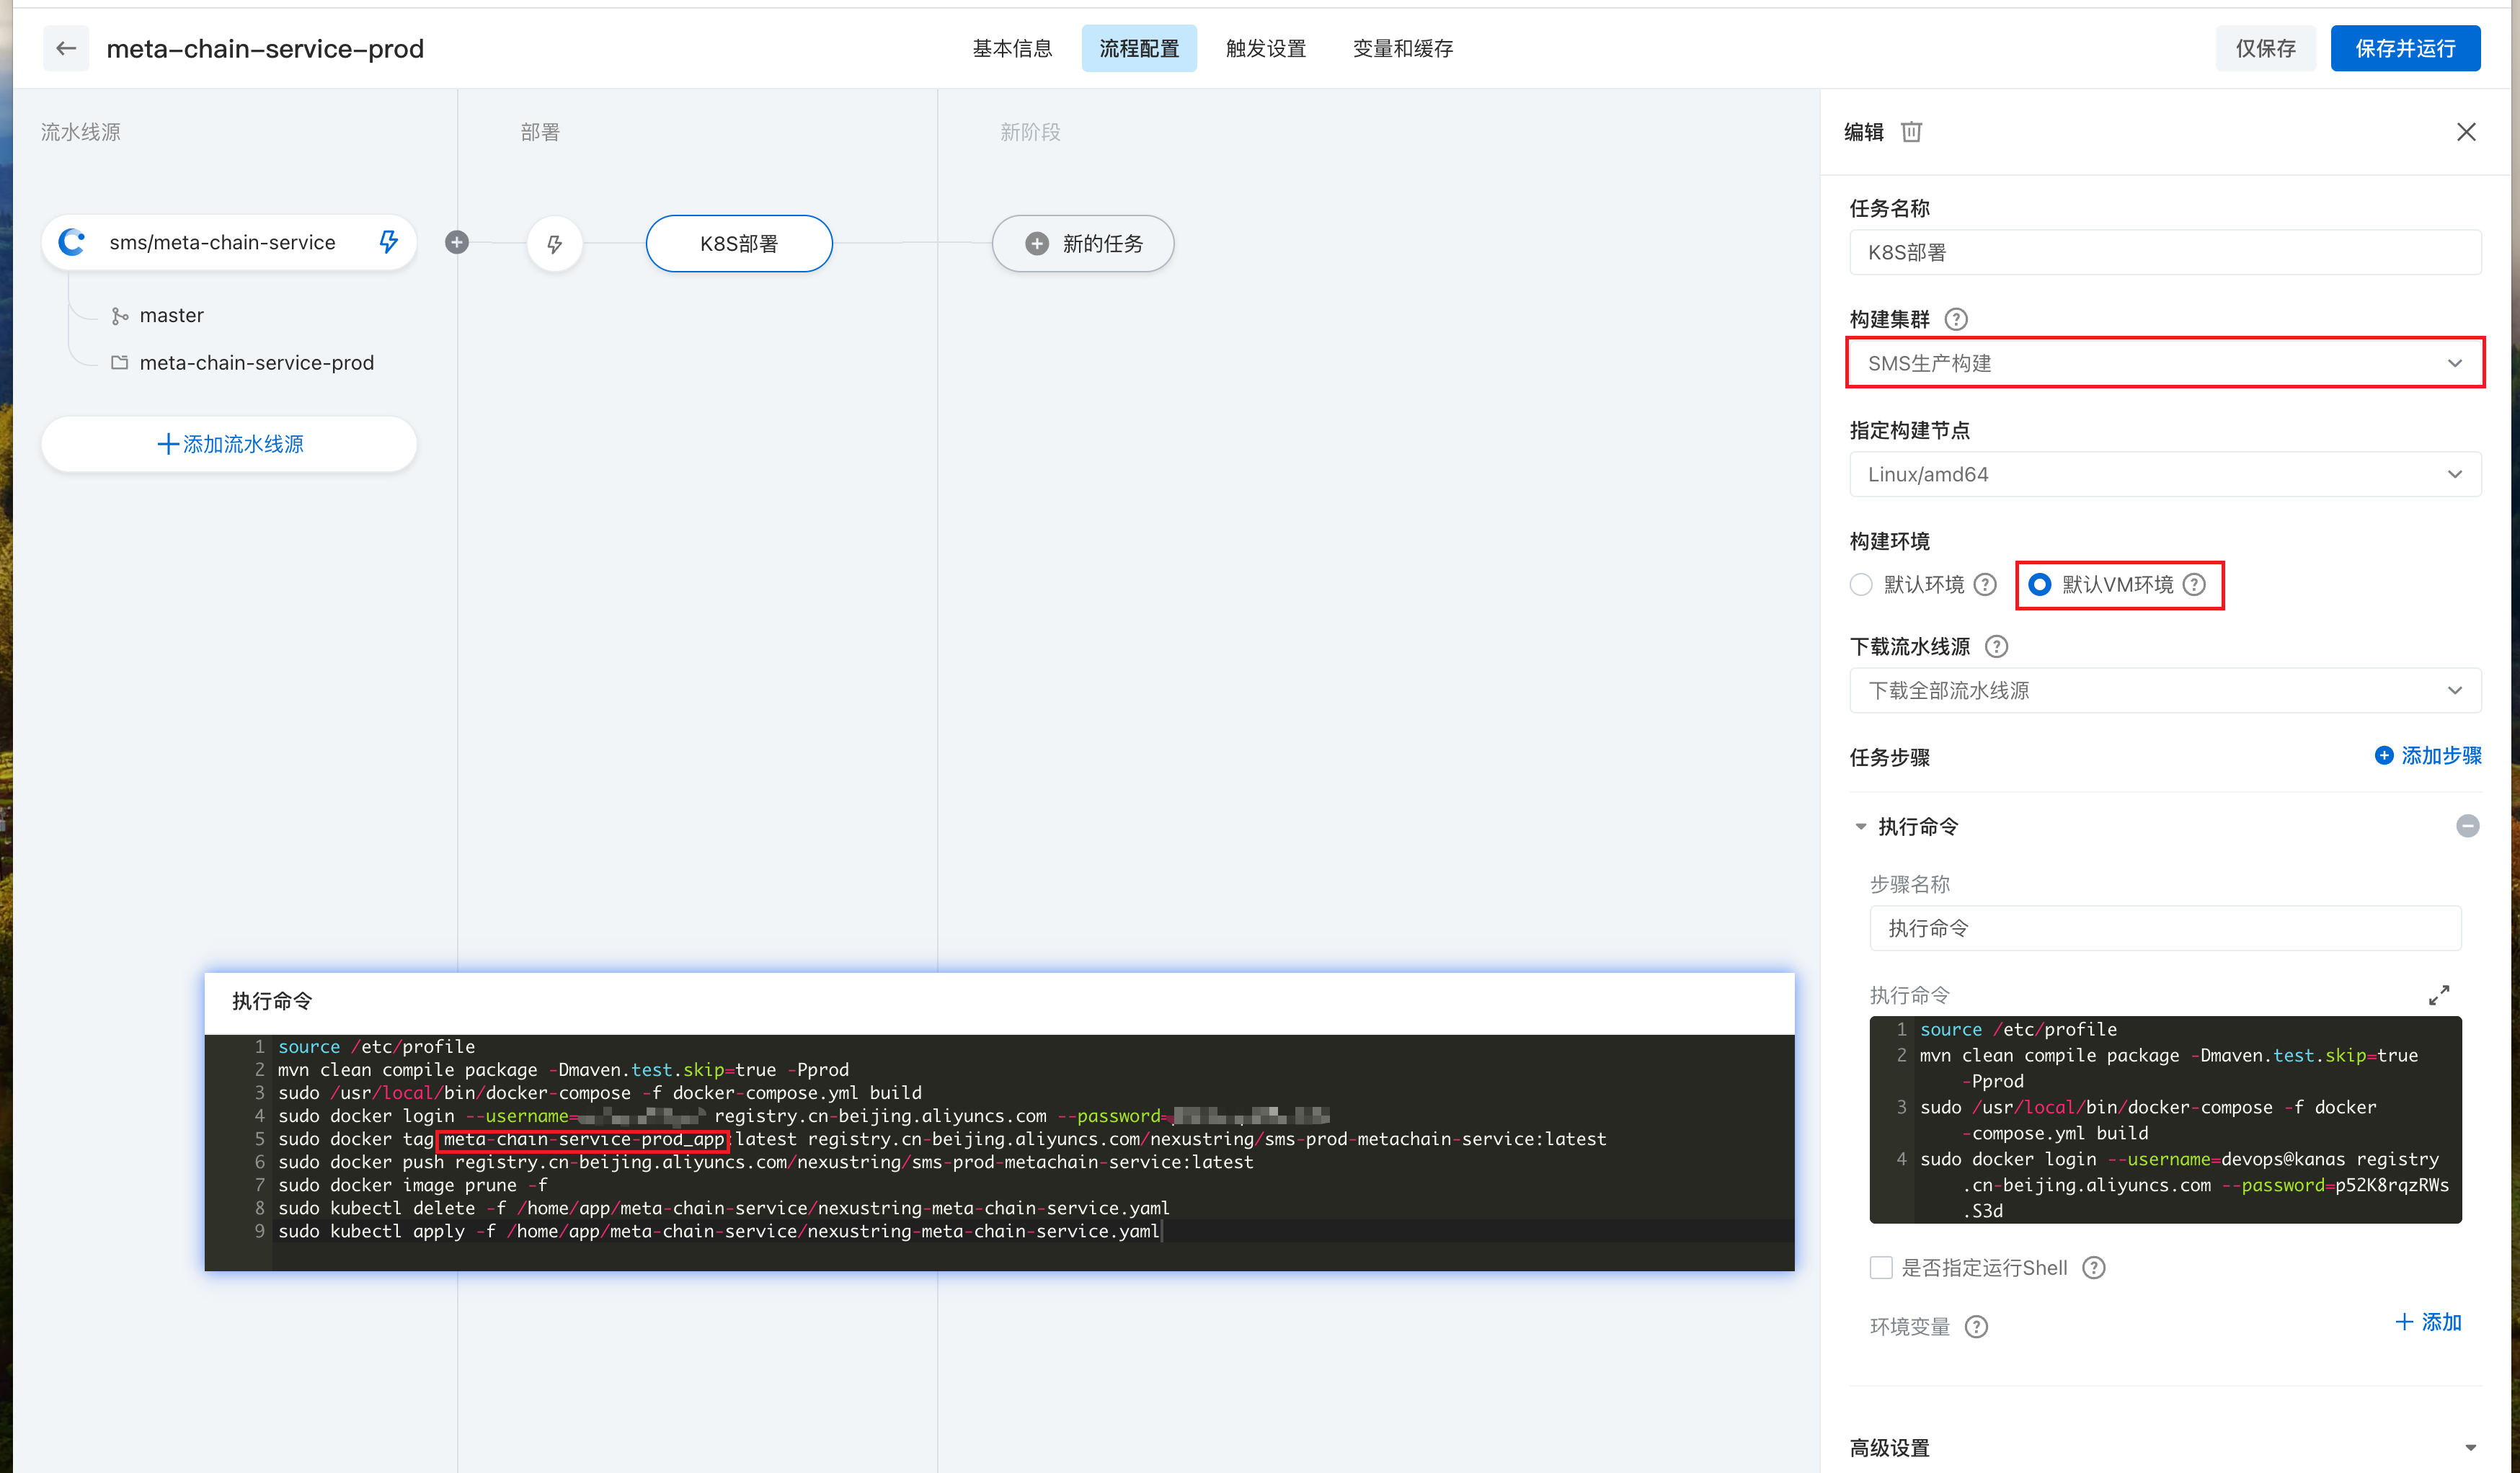 meta-chain-service-prod
基本信息
流程配置
触发设置
变量和缓存
仅保存
保存并运行
流水线源
部署
新阶段
sms/meta-chain-service
K8S部署
新的任务
master
meta-chain-service-prod
添加流水线源
执行命令
1 source /etc/profile
2 mvn clean compile package -Dmaven.test.skip=true -Pprod
3 sudo /usr/local/bin/docker-compose -f docker-compose.yml build
4 sudo docker login --username= registry.cn-beijing.aliyuncs.com --password=
5 sudo docker tag meta-chain-service-prod_app:latest registry.cn-beijing.aliyuncs.com/nexustring/sms-prod-metachain-service:latest
6 sudo docker push registry.cn-beijing.aliyuncs.com/nexustring/sms-prod-metachain-service:latest
7 sudo docker image prune -f
8 sudo kubectl delete -f /home/app/meta-chain-service/nexustring-meta-chain-service.yaml
9 sudo kubectl apply -f /home/app/meta-chain-service/nexustring-meta-chain-service.yaml
编辑
任务名称
K8S部署
构建集群
SMS生产构建
指定构建节点
Linux/amd64
构建环境
默认环境
默认VM环境
下载流水线源
下载全部流水线源
任务步骤
添加步骤
执行命令
步骤名称
执行命令
执行命令
1 source /etc/profile
2 mvn clean compile package -Dmaven.test.skip=true
-Pprod
3 sudo /usr/local/bin/docker-compose -f docker
-compose.yml build
4 sudo docker login --username=devops@kanas registry
.cn-beijing.aliyuncs.com --password=p52K8rqzRWs
.S3d
是否指定运行Shell
环境变量
添加
高级设置